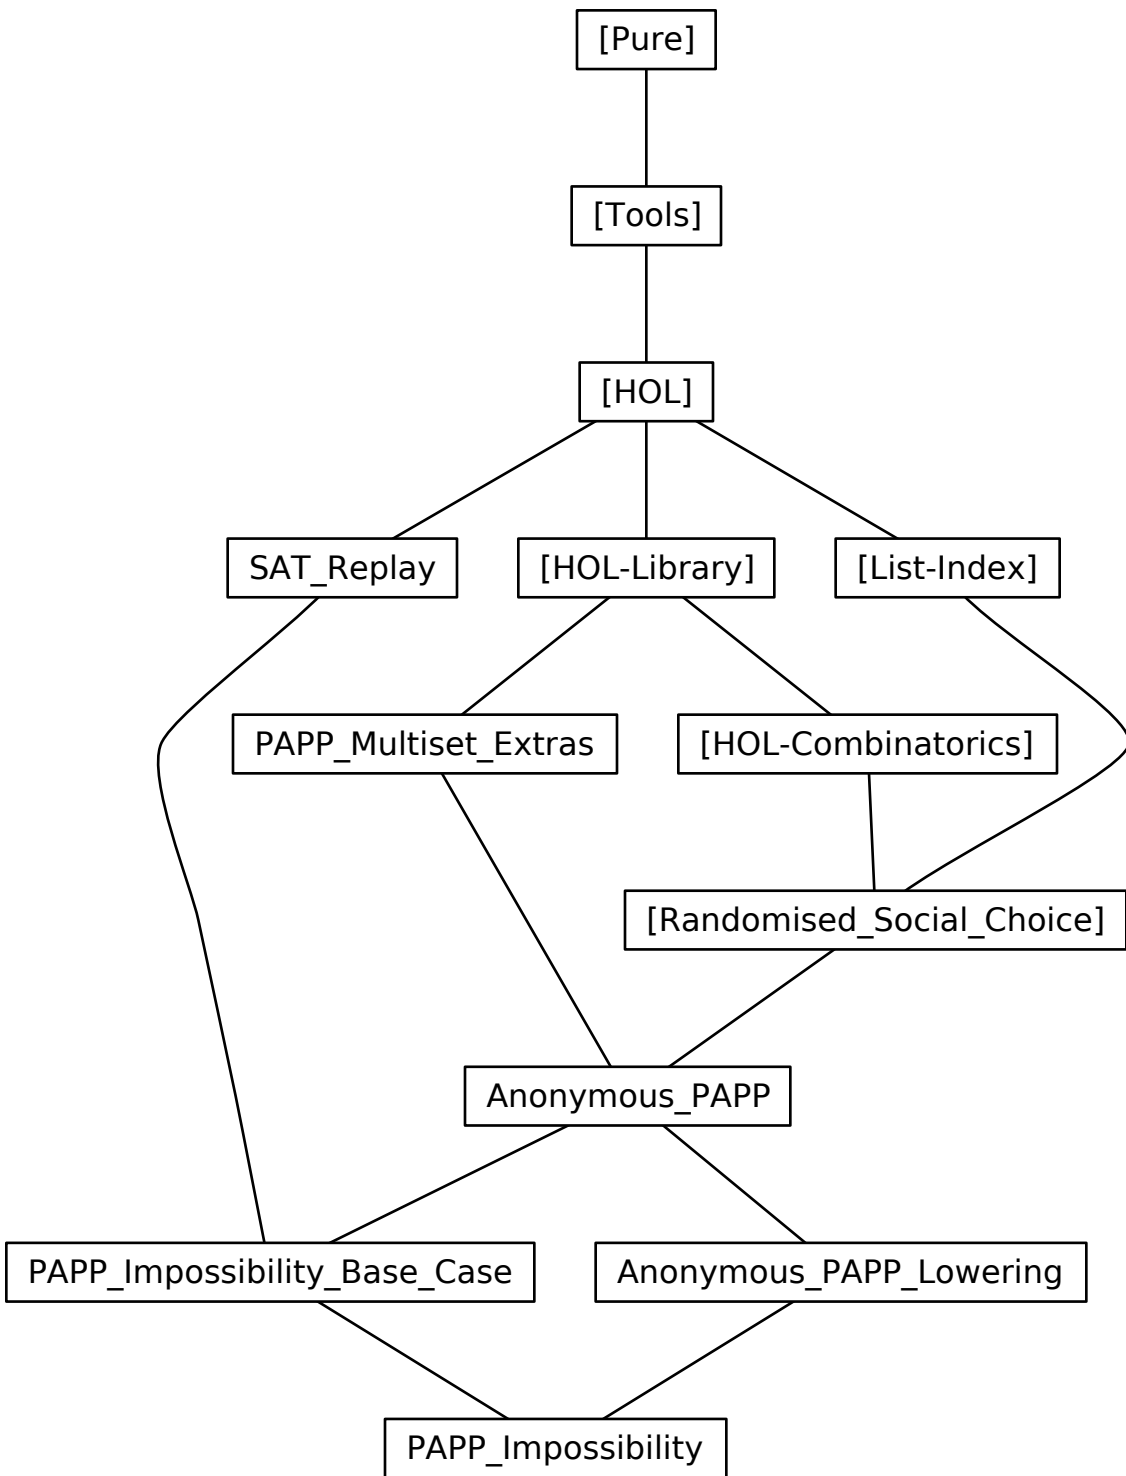 [Pure]
[Tools]
[HOL]
SAT_Replay
[HOL-Library]
[List-Index]
PAPP_Multiset_Extras
[HOL-Combinatorics]
[Randomised_Social_Choice]
Anonymous_PAPP
PAPP_Impossibility_Base_Case
Anonymous_PAPP_Lowering
PAPP_Impossibility